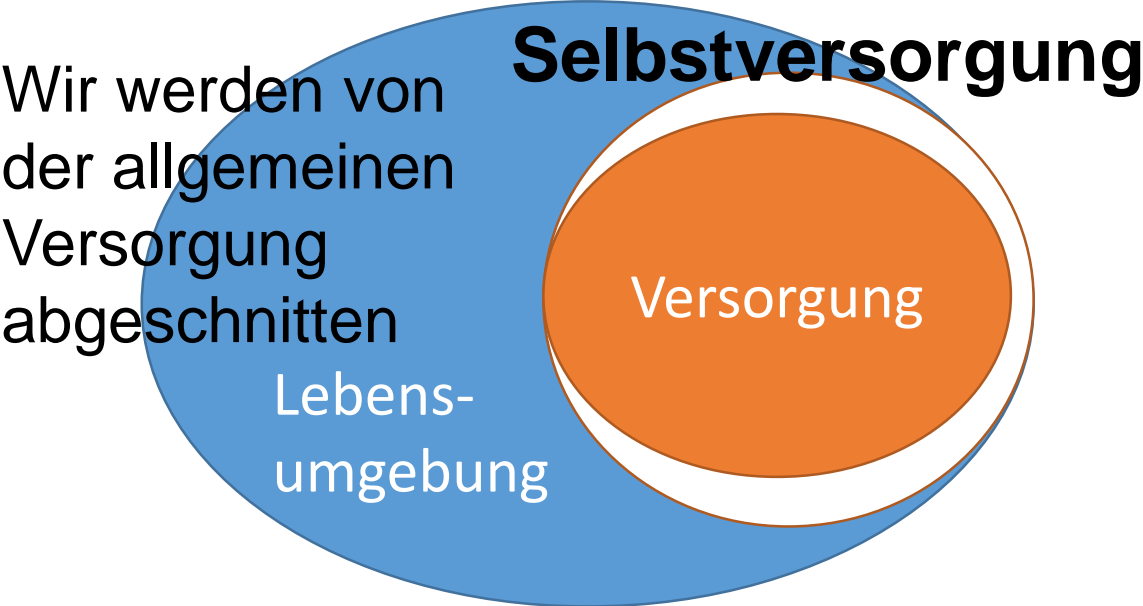 Selbstversorgung
Wir werden von
der allgemeinen
Versorgung
abgeschnitten
Versorgung
Lebens-
umgebung